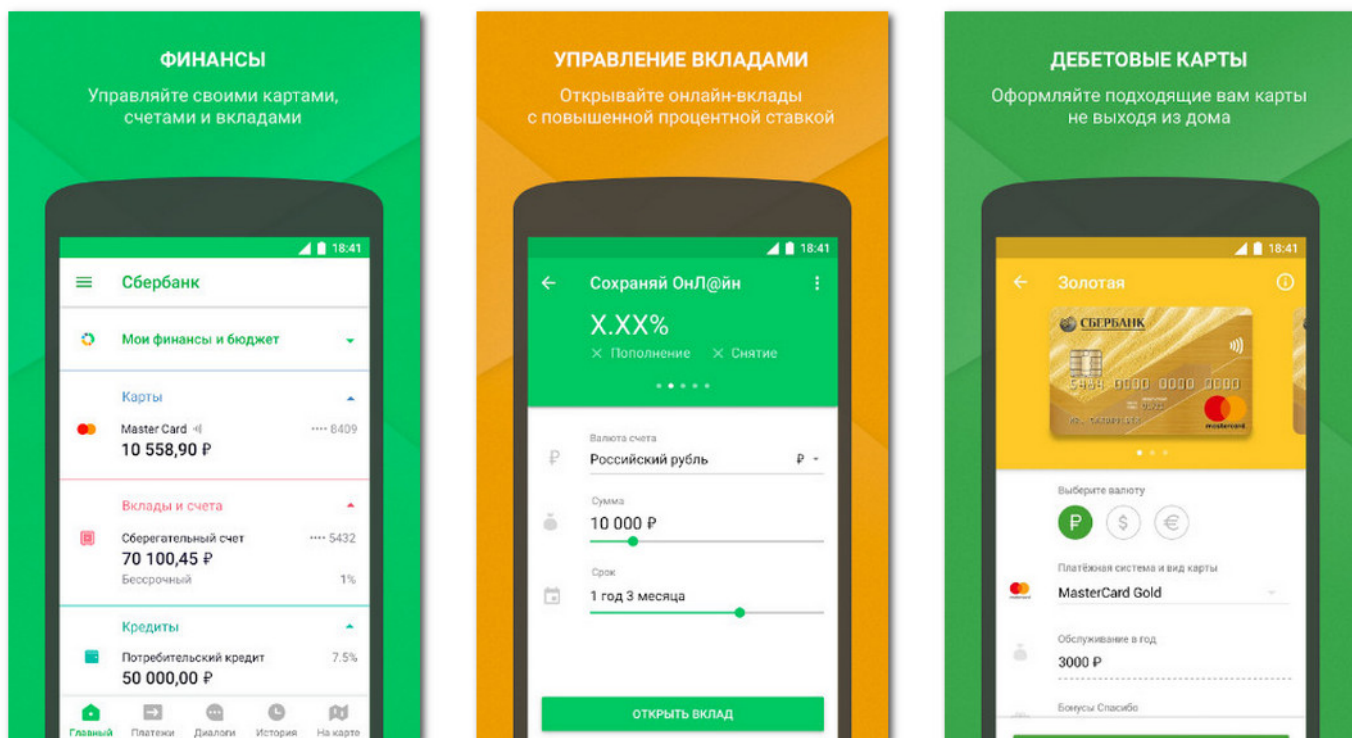 ФИНАНСЫ
Управляйте своими картами,
счетами и вкладами
18:41
Сбербанк
Мои финансы и бюджет
Карты
Master Card
•••• 8409
10 558,90 ₽
Вклады и счета
Сберегательный счет
•••• 5432
70 100,45 ₽
Бессрочный
1%
Кредиты
Потребительский кредит
7.5%
50 000,00 ₽
Главный Платежи Диалоги История На карте
УПРАВЛЕНИЕ ВКЛАДАМИ
Открывайте онлайн-вклады
с повышенной процентной ставкой
18:41
Сохраняй ОнЛ@йн
X.XX%
× Пополнение × Снятие
Валюта счета
Российский рубль ₽
Сумма
10 000 ₽
Срок
1 год 3 месяца
ОТКРЫТЬ ВКЛАД
ДЕБЕТОВЫЕ КАРТЫ
Оформляйте подходящие вам карты
не выходя из дома
18:41
Золотая
СБЕРБАНК
0000 0000
mastercard
Выберите валюту
₽ $ €
Платёжная система и вид карты
MasterCard Gold
Обслуживание в год
3000 ₽
Бонусы Спасибо